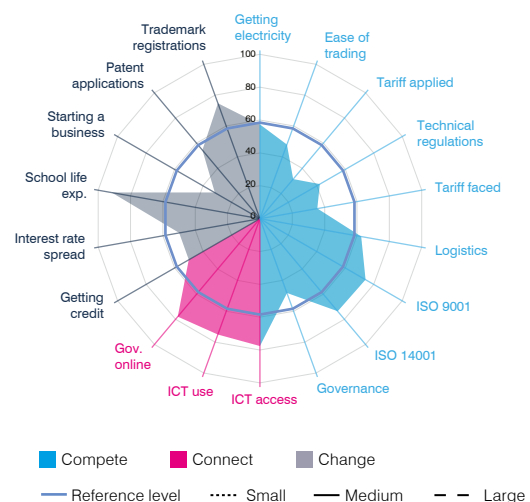 Getting
electricity
Ease of
trading
Tariff applied
Technical
regulations
Tariff faced
Logistics
ISO 9001
ISO 14001
Governance
ICT access
ICT use
Gov.
online
Getting
credit
Interest rate
spread
School life
exp.
Starting a
business
Patent
applications
Trademark
registrations
100
80
60
40
20
0
Compete
Connect
Change
Reference level
Small
Medium
Large